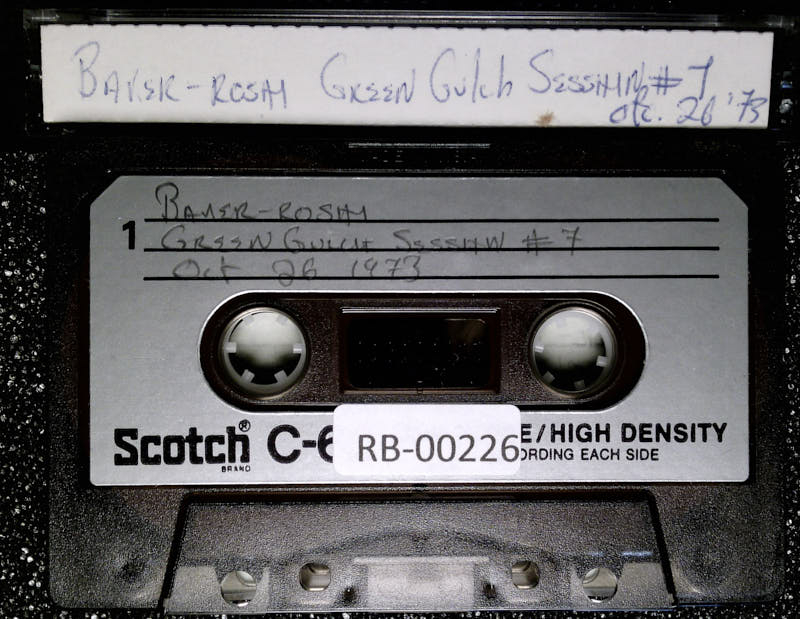 BAKER-ROSHI GREEN GULCH SESSHIN #7
Oct. 26 '73
BAKER-ROSHI
1 GREEN GULCH SESSHIN #7
Oct 26 1973
Scotch® C-6 E/HIGH DENSITY
BRAND RB-00226 ORDING EACH SIDE